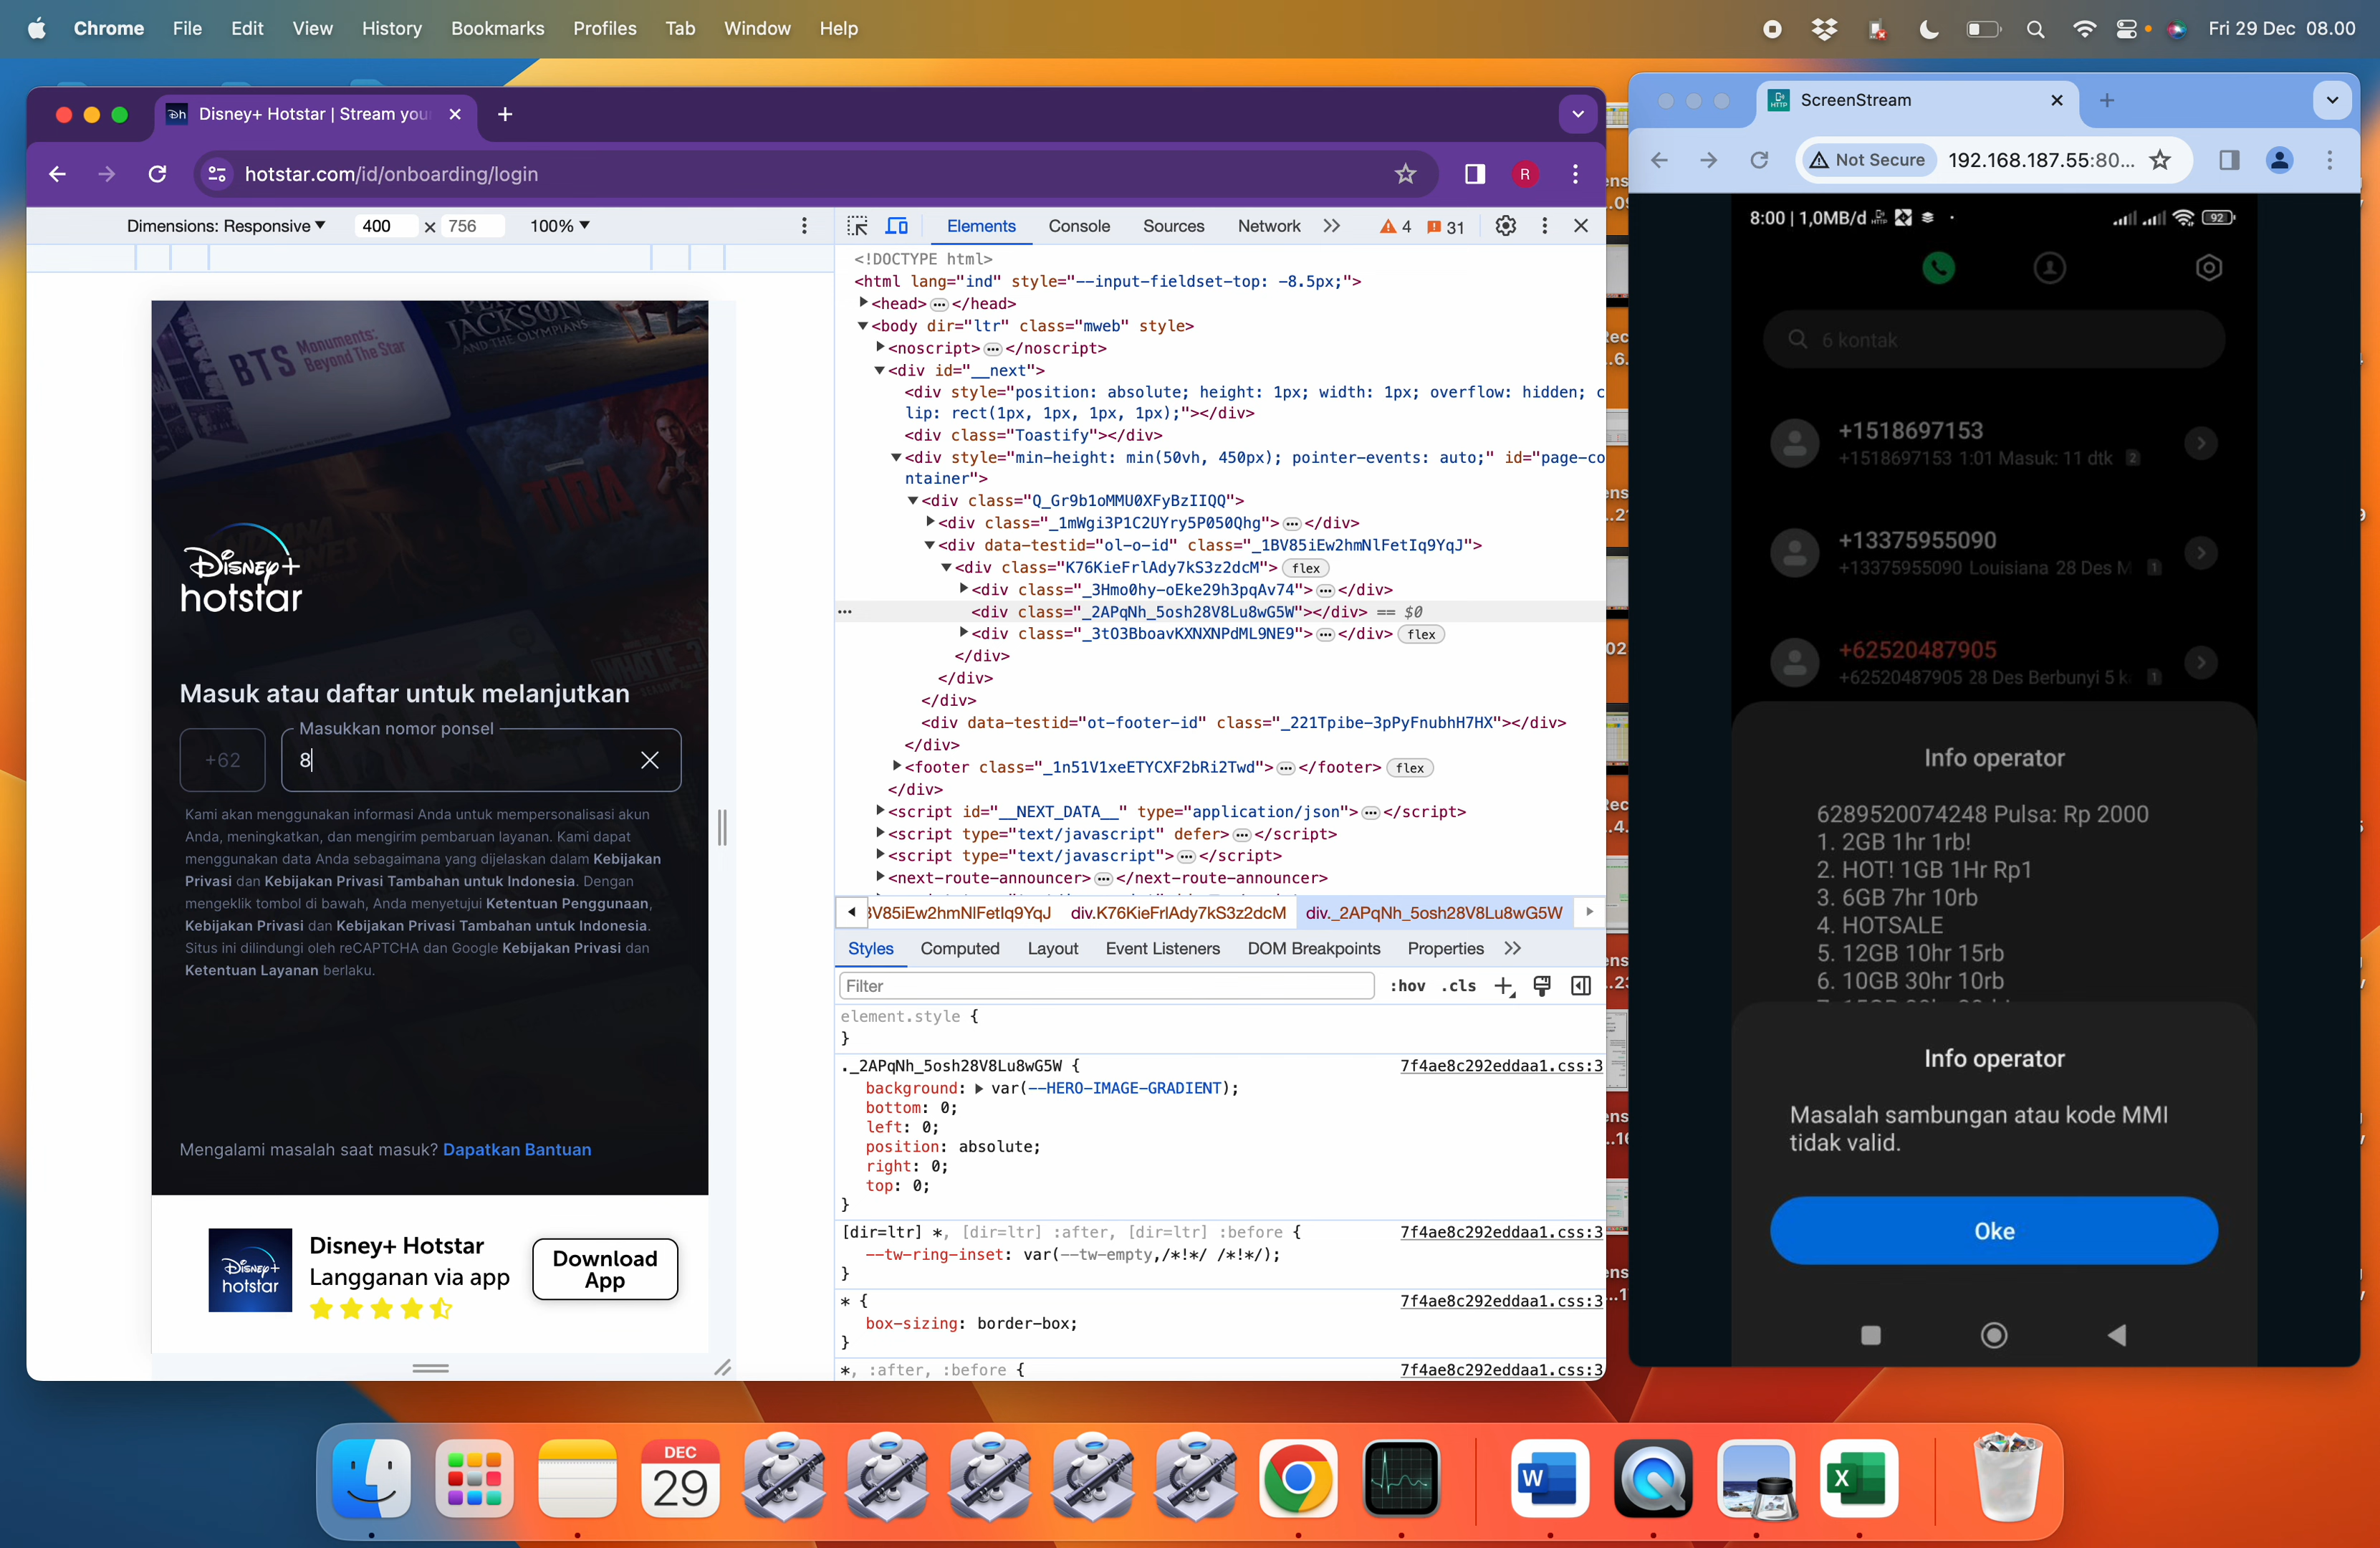 Chrome File Edit View History Bookmarks Profiles Tab Window Help
Fri 29 Dec 08.00
Disney+ Hotstar | Stream you
hotstar.com/id/onboarding/login
R
Dimensions: Responsive 400 × 756 100%
BTS Monuments: Beyond The Star
JACKSON
AND THE OLYMPIANS
TIRA
WHAT IF...?
Disney+
hotstar
Masuk atau daftar untuk melanjutkan
Masukkan nomor ponsel
+62
8
Kami akan menggunakan informasi Anda untuk mempersonalisasi akun
Anda, meningkatkan, dan mengirim pembaruan layanan. Kami dapat
menggunakan data Anda sebagaimana yang dijelaskan dalam Kebijakan
Privasi dan Kebijakan Privasi Tambahan untuk Indonesia. Dengan
mengeklik tombol di bawah, Anda menyetujui Ketentuan Penggunaan,
Kebijakan Privasi dan Kebijakan Privasi Tambahan untuk Indonesia.
Situs ini dilindungi oleh reCAPTCHA dan Google Kebijakan Privasi dan
Ketentuan Layanan berlaku.
Mengalami masalah saat masuk? Dapatkan Bantuan
Disney+
hotstar
Disney+ Hotstar
Langganan via app
Download
App
Elements Console Sources Network 4 31
<!DOCTYPE html>
<html lang="ind" style="--input-fieldset-top: -8.5px;">
<head>…</head>
<body dir="ltr" class="mweb" style>
<noscript>…</noscript>
<div id="__next">
<div style="position: absolute; height: 1px; width: 1px; overflow: hidden; c
lip: rect(1px, 1px, 1px, 1px);"></div>
<div class="Toastify"></div>
<div style="min-height: min(50vh, 450px); pointer-events: auto;" id="page-co
ntainer">
<div class="Q_Gr9b1oMMU0XFyBzIIQQ">
<div class="_1mWgi3P1C2UYry5P050Qhg">…</div>
<div data-testid="ol-o-id" class="_1BV85iEw2hmNlFetIq9YqJ">
<div class="K76KieFrlAdy7kS3z2dcM"> flex
<div class="_3Hmo0hy-oEke29h3pqAv74">…</div>
<div class="_2APqNh_5osh28V8Lu8wG5W"></div> == $0
<div class="_3tO3BboavKXNXNPdML9NE9">…</div> flex
</div>
</div>
</div>
<div data-testid="ot-footer-id" class="_221Tpibe-3pPyFnubhH7HX"></div>
</div>
<footer class="_1n51V1xeETYCXF2bRi2Twd">…</footer> flex
</div>
<script id="__NEXT_DATA__" type="application/json">…</script>
<script type="text/javascript" defer>…</script>
<script type="text/javascript">…</script>
<next-route-announcer>…</next-route-announcer>
3V85iEw2hmNlFetIq9YqJ div.K76KieFrlAdy7kS3z2dcM div._2APqNh_5osh28V8Lu8wG5W
Styles Computed Layout Event Listeners DOM Breakpoints Properties
Filter :hov .cls
element.style {
}
._2APqNh_5osh28V8Lu8wG5W { 7f4ae8c292eddaa1.css:3
background: var(--HERO-IMAGE-GRADIENT);
bottom: 0;
left: 0;
position: absolute;
right: 0;
top: 0;
}
[dir=ltr] *, [dir=ltr] :after, [dir=ltr] :before { 7f4ae8c292eddaa1.css:3
--tw-ring-inset: var(--tw-empty,/*!*/ /*!*/);
}
* { 7f4ae8c292eddaa1.css:3
box-sizing: border-box;
}
*, :after, :before { 7f4ae8c292eddaa1.css:3
ScreenStream
Not Secure 192.168.187.55:80...
8:00 | 1,0MB/d 92
6 kontak
+1518697153
+1518697153 1:01 Masuk: 11 dtk 2
+13375955090
+13375955090 Louisiana 28 Des M 1
+62520487905
+62520487905 28 Des Berbunyi 5 k 1
Info operator
6289520074248 Pulsa: Rp 2000
1. 2GB 1hr 1rb!
2. HOT! 1GB 1Hr Rp1
3. 6GB 7hr 10rb
4. HOTSALE
5. 12GB 10hr 15rb
6. 10GB 30hr 10rb
Info operator
Masalah sambungan atau kode MMI
tidak valid.
Oke
DEC
29
W
X